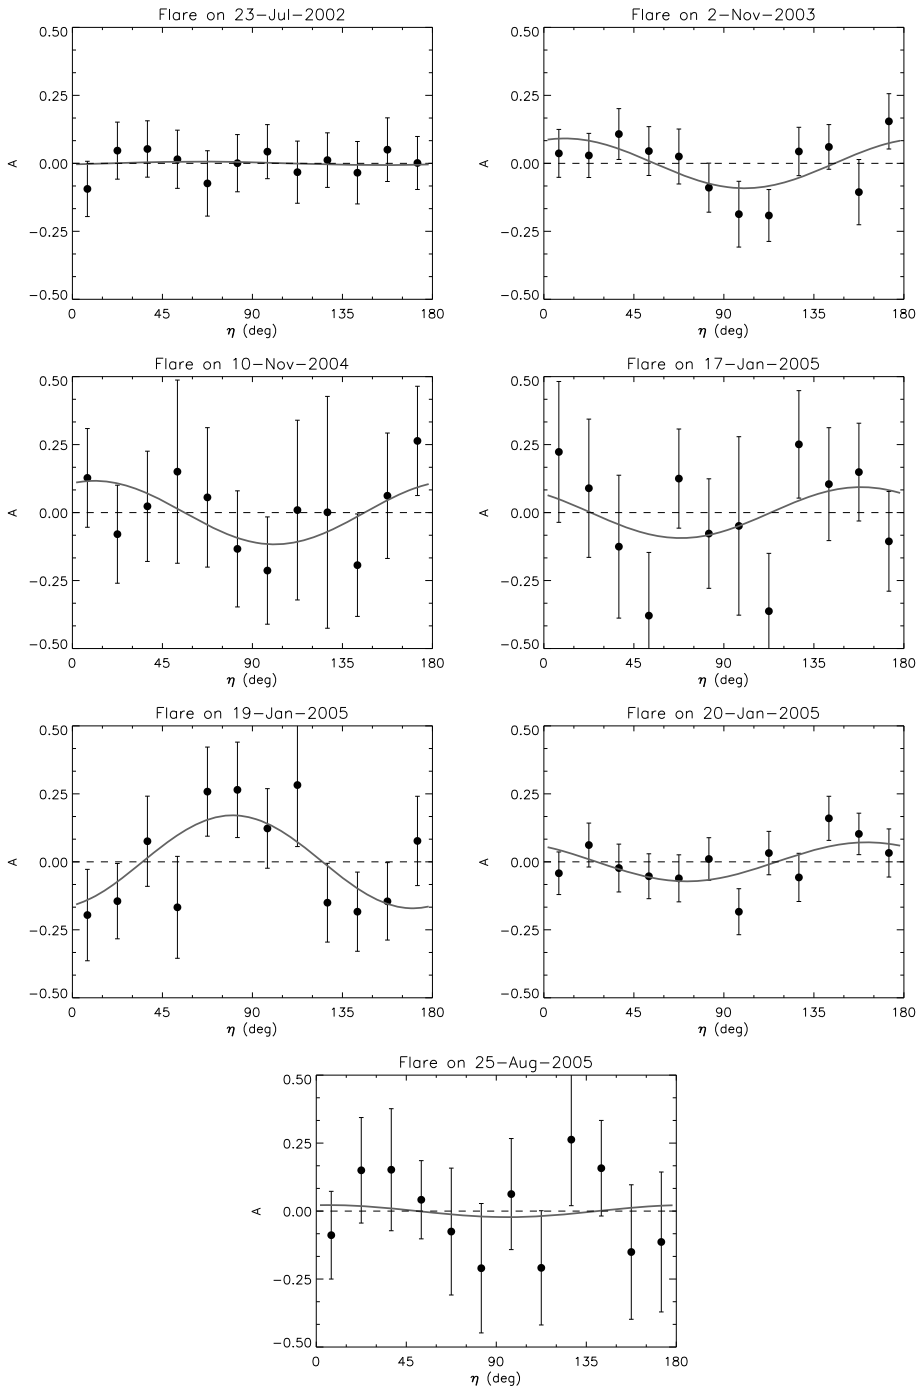 Flare on 23-Jul-2002
0.50
0.25
0.00
-0.25
-0.50
A
0 45 90 135 180
η (deg)
Flare on 2-Nov-2003
0.50
0.25
0.00
-0.25
-0.50
A
0 45 90 135 180
η (deg)
Flare on 10-Nov-2004
0.50
0.25
0.00
-0.25
-0.50
A
0 45 90 135 180
η (deg)
Flare on 17-Jan-2005
0.50
0.25
0.00
-0.25
-0.50
A
0 45 90 135 180
η (deg)
Flare on 19-Jan-2005
0.50
0.25
0.00
-0.25
-0.50
A
0 45 90 135 180
η (deg)
Flare on 20-Jan-2005
0.50
0.25
0.00
-0.25
-0.50
A
0 45 90 135 180
η (deg)
Flare on 25-Aug-2005
0.50
0.25
0.00
-0.25
-0.50
A
0 45 90 135 180
η (deg)